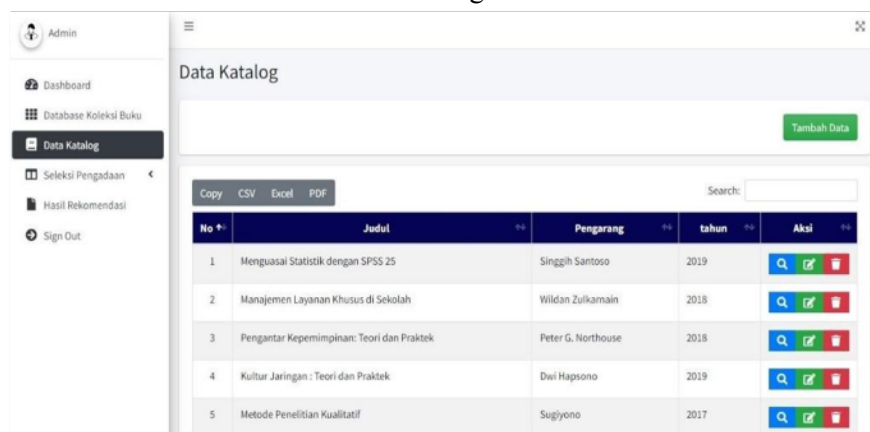 Admin
Dashboard
Database Koleksi Buku
Data Katalog
Seleksi Pengadaan
Hasil Rekomendasi
Sign Out
Data Katalog
Tambah Data
Copy CSV Excel PDF
Search:
No Judul Pengarang tahun Aksi
1 Menguasai Statistik dengan SPSS 25 Singgih Santoso 2019
2 Manajemen Layanan Khusus di Sekolah Wildan Zulkarnain 2018
3 Pengantar Kepemimpinan: Teori dan Praktek Peter G. Northouse 2018
4 Kultur Jaringan : Teori dan Praktek Dwi Hapsono 2019
5 Metode Penelitian Kualitatif Sugiyono 2017